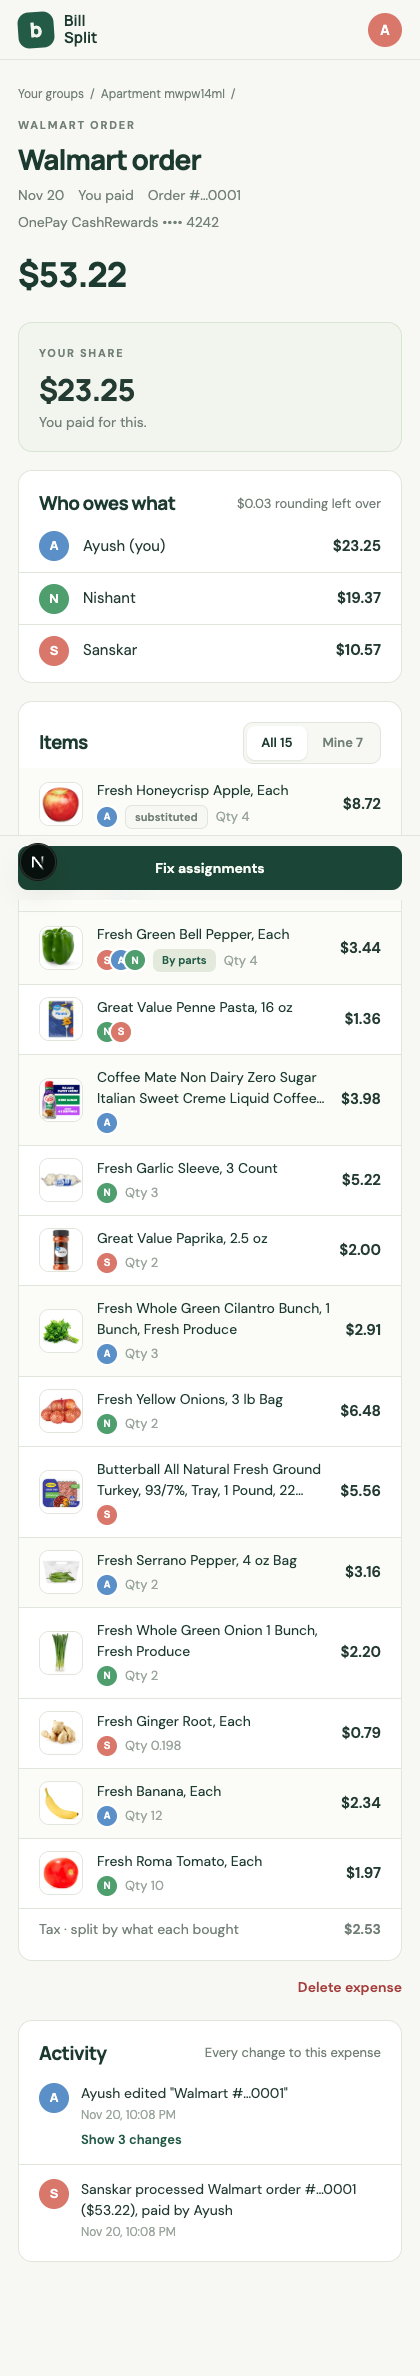 b
Bill
Split
A
Your groups / Apartment mwpw14ml /
WALMART ORDER
Walmart order
Nov 20 You paid Order #…0001
OnePay CashRewards •••• 4242
$53.22
YOUR SHARE
$23.25
You paid for this.
Who owes what
$0.03 rounding left over
A Ayush (you) $23.25
N Nishant $19.37
S Sanskar $10.57
Items
All 15 Mine 7
Fresh Honeycrisp Apple, Each
A substituted Qty 4
$8.72
N
Fix assignments
Fresh Green Bell Pepper, Each
S A N By parts Qty 4
$3.44
Great Value Penne Pasta, 16 oz
N S
$1.36
Coffee Mate Non Dairy Zero Sugar
Italian Sweet Creme Liquid Coffee…
A
$3.98
Fresh Garlic Sleeve, 3 Count
N Qty 3
$5.22
Great Value Paprika, 2.5 oz
S Qty 2
$2.00
Fresh Whole Green Cilantro Bunch, 1
Bunch, Fresh Produce
A Qty 3
$2.91
Fresh Yellow Onions, 3 lb Bag
N Qty 2
$6.48
Butterball All Natural Fresh Ground
Turkey, 93/7%, Tray, 1 Pound, 22…
S
$5.56
Fresh Serrano Pepper, 4 oz Bag
A Qty 2
$3.16
Fresh Whole Green Onion 1 Bunch,
Fresh Produce
N Qty 2
$2.20
Fresh Ginger Root, Each
S Qty 0.198
$0.79
Fresh Banana, Each
A Qty 12
$2.34
Fresh Roma Tomato, Each
N Qty 10
$1.97
Tax · split by what each bought $2.53
Delete expense
Activity
Every change to this expense
A Ayush edited "Walmart #…0001"
Nov 20, 10:08 PM
Show 3 changes
S Sanskar processed Walmart order #…0001
($53.22), paid by Ayush
Nov 20, 10:08 PM